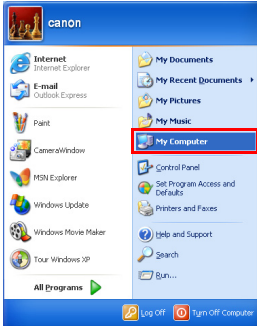 canon
Internet
Internet Explorer
E-mail
Outlook Express
Paint
CameraWindow
MSN Explorer
Windows Update
Windows Movie Maker
Tour Windows XP
All Programs
My Documents
My Recent Documents
My Pictures
My Music
My Computer
Control Panel
Set Program Access and
Defaults
Printers and Faxes
Help and Support
Search
Run...
Log Off
Turn Off Computer